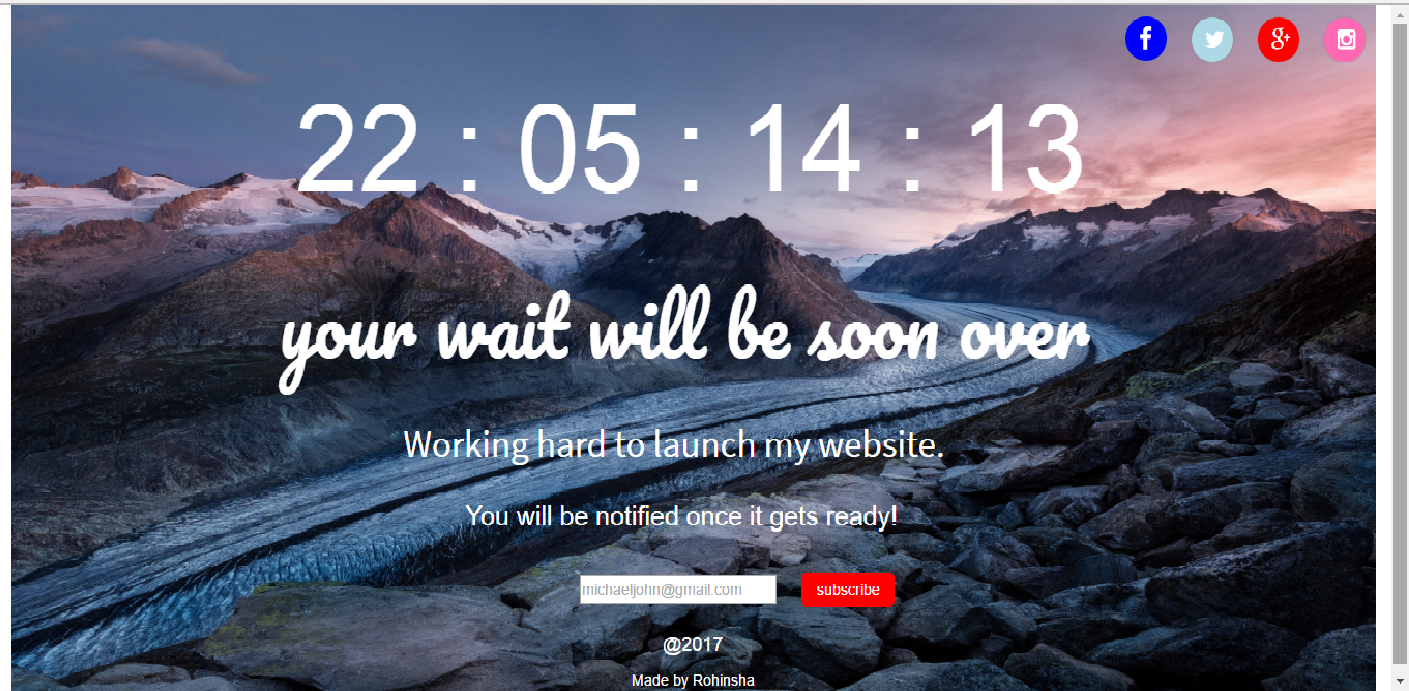 f g+
22 : 05 : 14 : 13
your wait will be soon over
Working hard to launch my website.
You will be notified once it gets ready!
michaeljohn@gmail.com subscribe
@2017
Made by Rohinsha